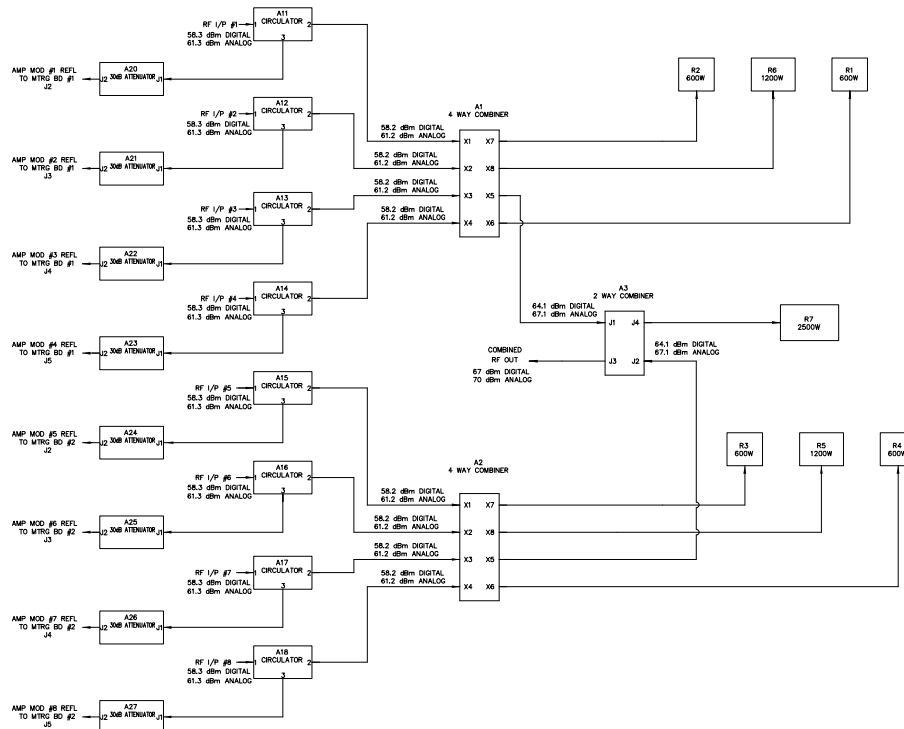 A11
CIRCULATOR
RF I/P #1
1
2
3
58.3 dBm DIGITAL
61.3 dBm ANALOG
AMP MOD #1 REFL
TO MTRG BD #1
J2
A20
J2 30dB ATTENUATOR J1
A12
CIRCULATOR
RF I/P #2
1
2
3
58.3 dBm DIGITAL
61.3 dBm ANALOG
AMP MOD #2 REFL
TO MTRG BD #1
J3
A21
J2 30dB ATTENUATOR J1
A13
CIRCULATOR
RF I/P #3
1
2
3
58.3 dBm DIGITAL
61.3 dBm ANALOG
AMP MOD #3 REFL
TO MTRG BD #1
J4
A22
J2 30dB ATTENUATOR J1
A14
CIRCULATOR
RF I/P #4
1
2
3
58.3 dBm DIGITAL
61.3 dBm ANALOG
AMP MOD #4 REFL
TO MTRG BD #1
J5
A23
J2 30dB ATTENUATOR J1
A15
CIRCULATOR
RF I/P #5
1
2
3
58.3 dBm DIGITAL
61.3 dBm ANALOG
AMP MOD #5 REFL
TO MTRG BD #2
J2
A24
J2 30dB ATTENUATOR J1
A16
CIRCULATOR
RF I/P #6
1
2
3
58.3 dBm DIGITAL
61.3 dBm ANALOG
AMP MOD #6 REFL
TO MTRG BD #2
J3
A25
J2 30dB ATTENUATOR J1
A17
CIRCULATOR
RF I/P #7
1
2
3
58.3 dBm DIGITAL
61.3 dBm ANALOG
AMP MOD #7 REFL
TO MTRG BD #2
J4
A26
J2 30dB ATTENUATOR J1
A18
CIRCULATOR
RF I/P #8
1
2
3
58.3 dBm DIGITAL
61.3 dBm ANALOG
AMP MOD #8 REFL
TO MTRG BD #2
J5
A27
J2 30dB ATTENUATOR J1
A1
4 WAY COMBINER
58.2 dBm DIGITAL
61.2 dBm ANALOG
58.2 dBm DIGITAL
61.2 dBm ANALOG
58.2 dBm DIGITAL
61.2 dBm ANALOG
58.2 dBm DIGITAL
61.2 dBm ANALOG
X1 X7
X2 X8
X3 X5
X4 X6
R2
600W
R6
1200W
R1
600W
A3
2 WAY COMBINER
64.1 dBm DIGITAL
67.1 dBm ANALOG
J1 J4
J3 J2
R7
2500W
64.1 dBm DIGITAL
67.1 dBm ANALOG
COMBINED
RF OUT
67 dBm DIGITAL
70 dBm ANALOG
A2
4 WAY COMBINER
58.2 dBm DIGITAL
61.2 dBm ANALOG
58.2 dBm DIGITAL
61.2 dBm ANALOG
58.2 dBm DIGITAL
61.2 dBm ANALOG
58.2 dBm DIGITAL
61.2 dBm ANALOG
X1 X7
X2 X8
X3 X5
X4 X6
R3
600W
R5
1200W
R4
600W